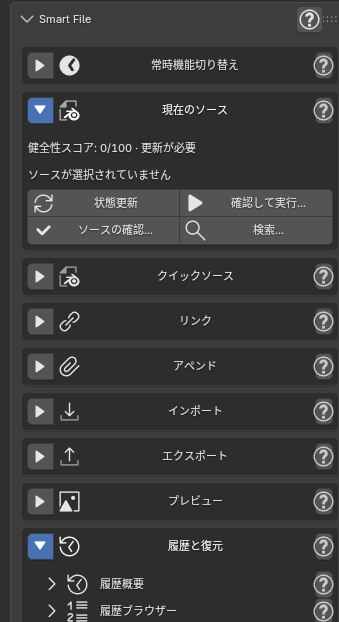 Smart File
常時機能切り替え
現在のソース
健全性スコア: 0/100 · 更新が必要
ソースが選択されていません
状態更新
確認して実行...
ソースの確認...
検索...
クイックソース
リンク
アペンド
インポート
エクスポート
プレビュー
履歴と復元
履歴概要
履歴ブラウザー